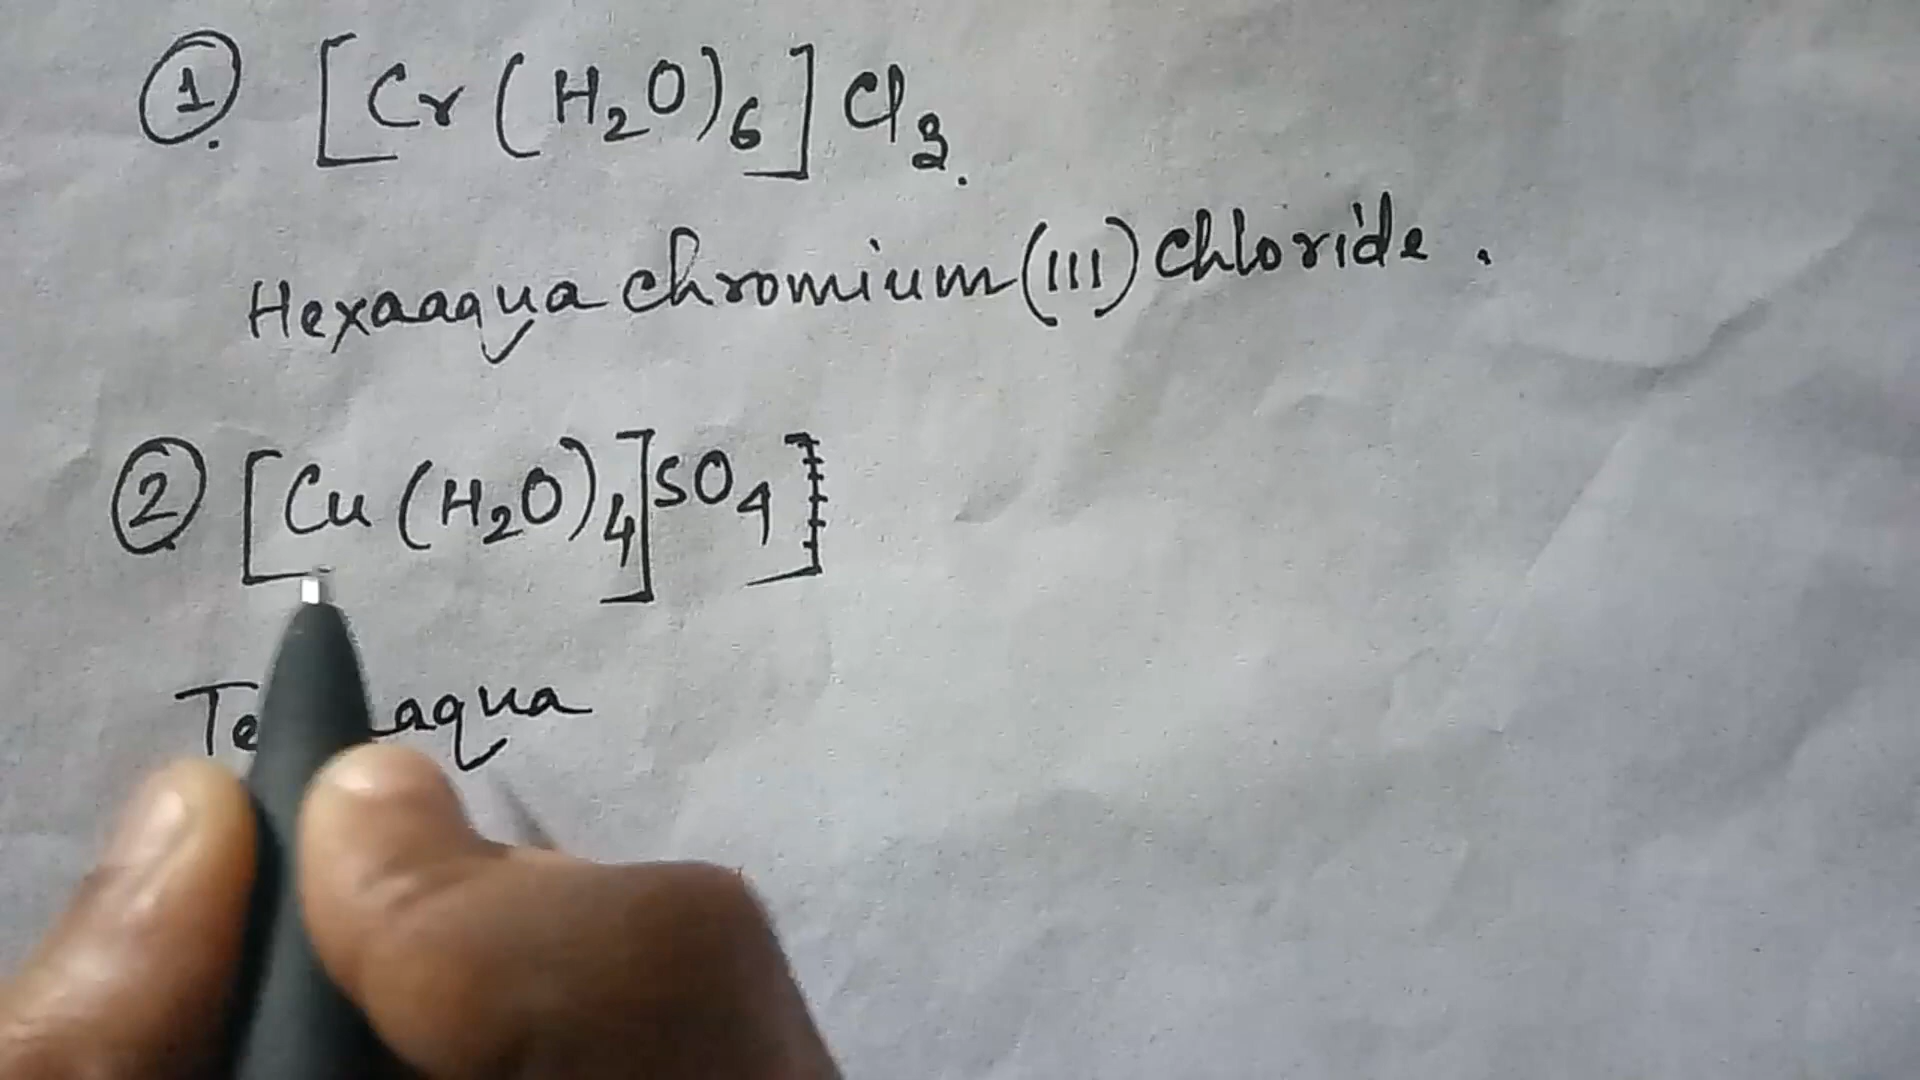 ① [Cr(H₂O)₆]Cl₃.
Hexaaqua chromium(III) chloride.
② [Cu(H₂O)₄]SO₄
aqua